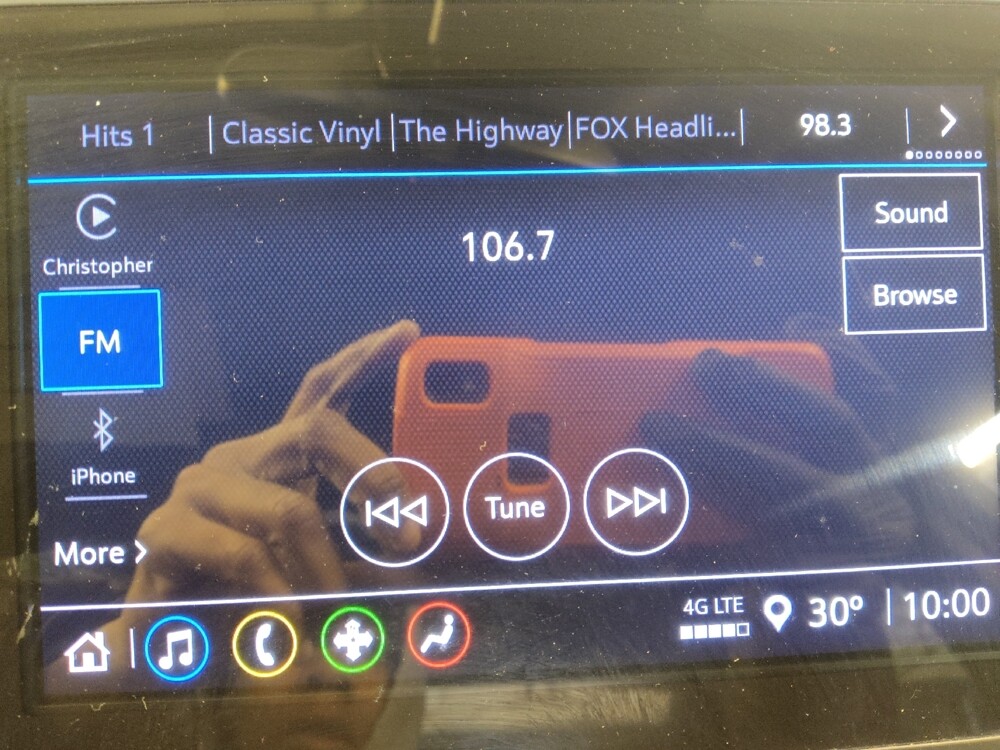 Hits 1 | Classic Vinyl | The Highway | FOX Headli... | 98.3
Christopher
106.7
Sound
Browse
FM
iPhone
Tune
More >
4G LTE
30° | 10:00